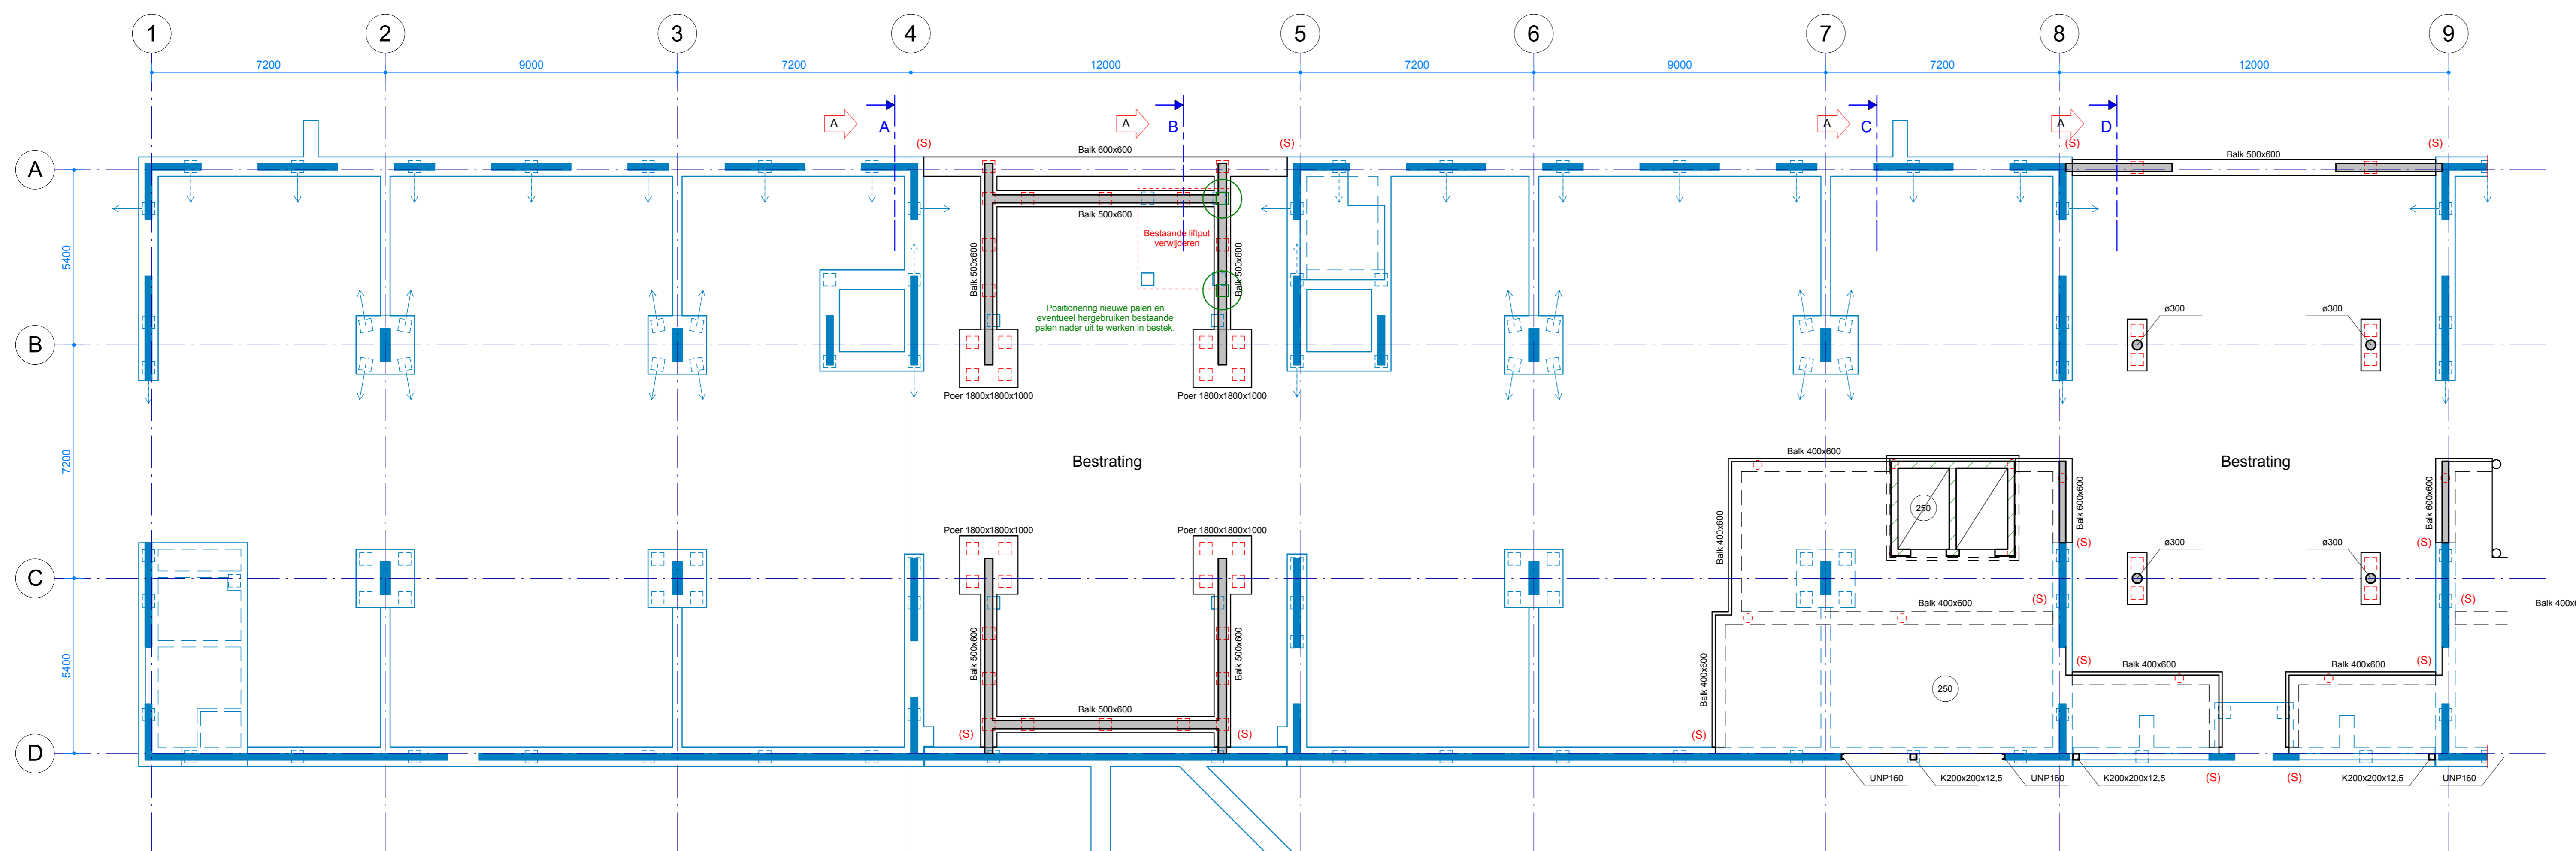 1
2
3
4
5
6
7
8
9
7200
9000
7200
12000
7200
9000
7200
12000
A
A
A
B
A
C
A
D
(S)
(S)
(S)
(S)
A
Balk 600x600
Balk 500x600
Balk 500x600
Bestaande liftput
verwijderen
Balk 500x600
Balk 500x600
5400
Positionering nieuwe palen en
eventueel hergebruiken bestaande
palen nader uit te werken in bestek.
ø300
ø300
B
Poer 1800x1800x1000
Poer 1800x1800x1000
7200
Bestrating
Bestrating
Balk 400x600
250
Balk 400x600
Balk 600x600
Balk 600x600
Poer 1800x1800x1000
Poer 1800x1800x1000
(S)
(S)
ø300
ø300
C
Balk 400x600
(S)
(S)
5400
Balk 500x600
Balk 500x600
Balk 400x600
(S)
(S)
Balk 400x600
Balk 400x600
250
Balk 500x600
(S)
(S)
(S)
D
UNP160
K200x200x12,5
UNP160
K200x200x12,5
(S)
(S)
K200x200x12,5
UNP160